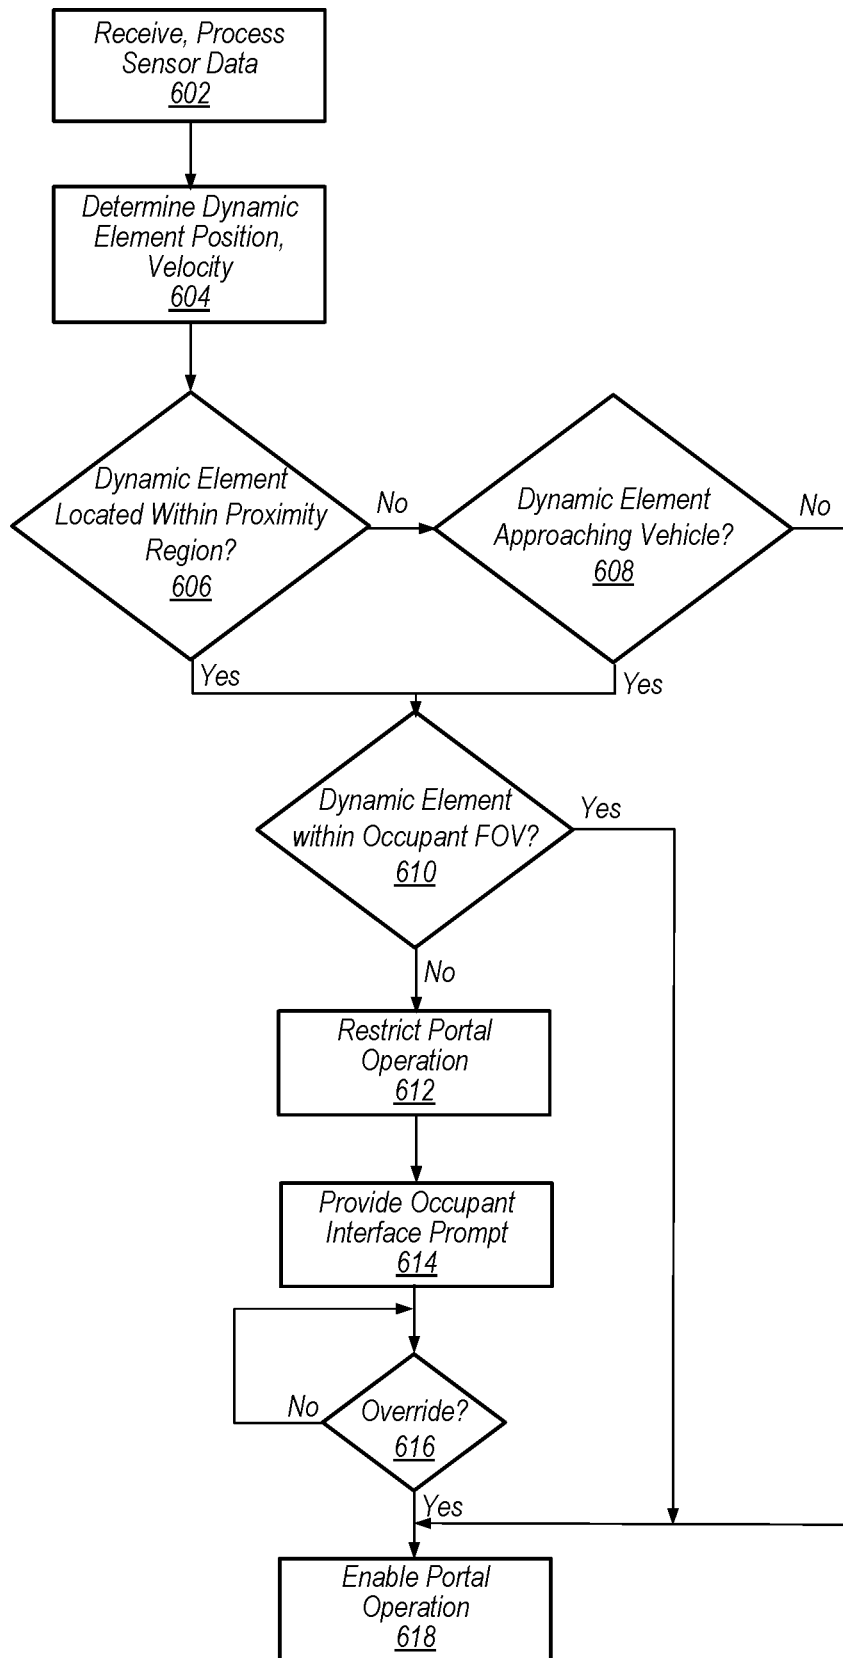 Receive, Process
Sensor Data
602
Determine Dynamic
Element Position,
Velocity
604
Dynamic Element
Located Within Proximity
Region?
606
No
Dynamic Element
Approaching Vehicle?
608
No
Yes
Yes
Dynamic Element
within Occupant FOV?
610
Yes
No
Restrict Portal
Operation
612
Provide Occupant
Interface Prompt
614
Override?
616
No
Yes
Enable Portal
Operation
618